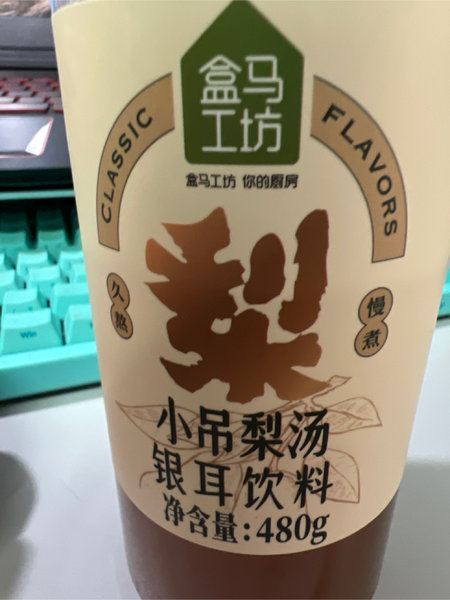 盒马
工坊
盒马工坊 你的厨房
CLASSIC
FLAVORS
梨
久熬
慢煮
小吊梨汤
银耳饮料
净含量:480g
Win